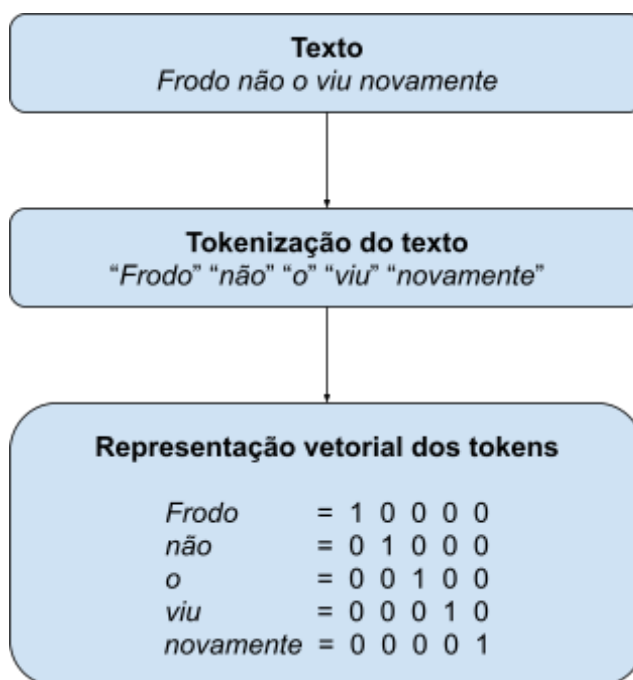 Texto
Frodo não o viu novamente
Tokenização do texto
“Frodo” “não” “o” “viu” “novamente”
Representação vetorial dos tokens
Frodo = 1 0 0 0 0
não = 0 1 0 0 0
o = 0 0 1 0 0
viu = 0 0 0 1 0
novamente = 0 0 0 0 1